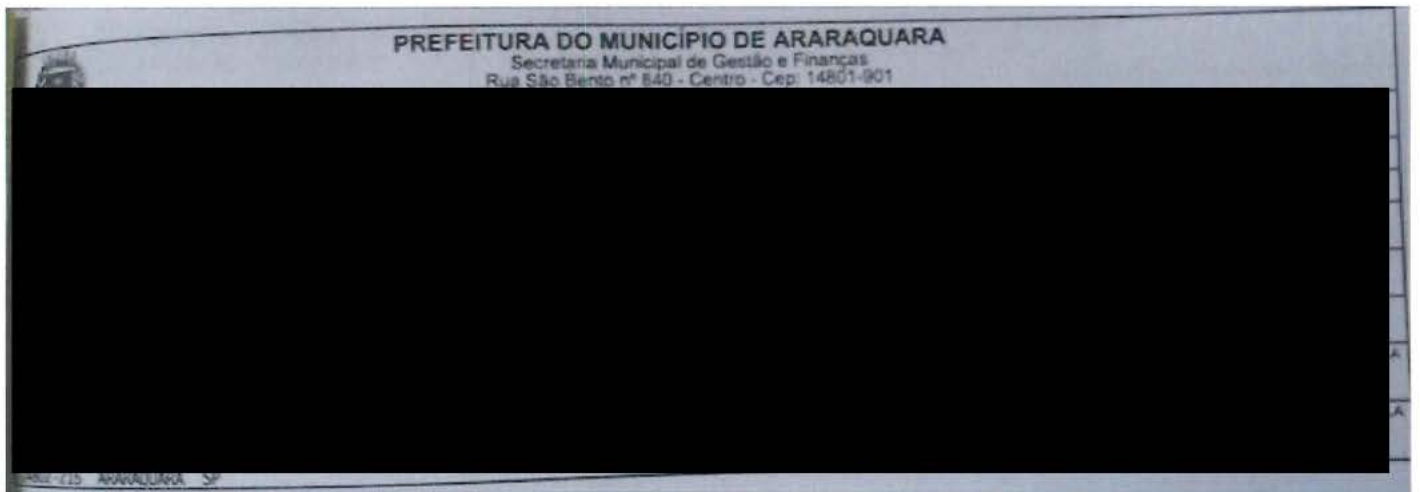 PREFEITURA DO MUNICÍPIO DE ARARAQUARA
Secretaria Municipal de Gestão e Finanças
Rua São Bento nº 840 - Centro - Cep: 14801-901
A
A
ARARAQUARA SP